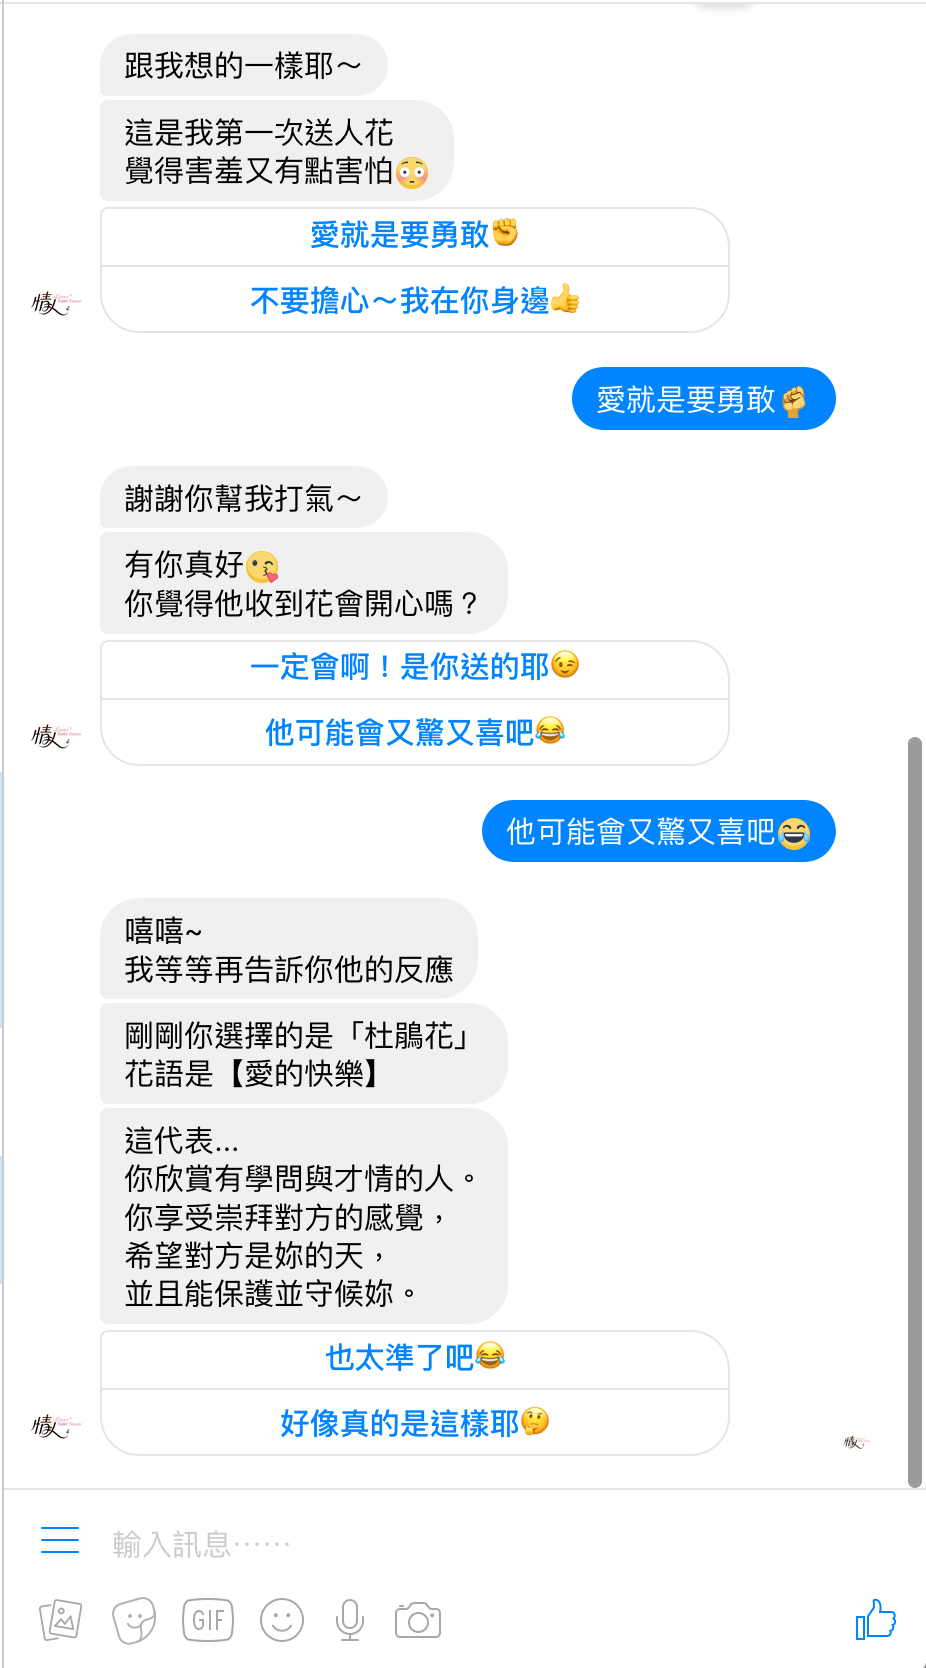 跟我想的一樣耶～
這是我第一次送人花
覺得害羞又有點害怕😳
愛就是要勇敢✊
不要擔心～我在你身邊👍
情人
愛就是要勇敢✊
謝謝你幫我打氣～
有你真好😘
你覺得他收到花會開心嗎？
一定會啊！是你送的耶😉
他可能會又驚又喜吧😂
情人
他可能會又驚又喜吧😂
嘻嘻~
我等等再告訴你他的反應
剛剛你選擇的是「杜鵑花」
花語是【愛的快樂】
這代表...
你欣賞有學問與才情的人。
你享受崇拜對方的感覺，
希望對方是妳的天，
並且能保護並守候妳。
也太準了吧😂
好像真的是這樣耶🤔
情人
情人
輸入訊息……
GIF